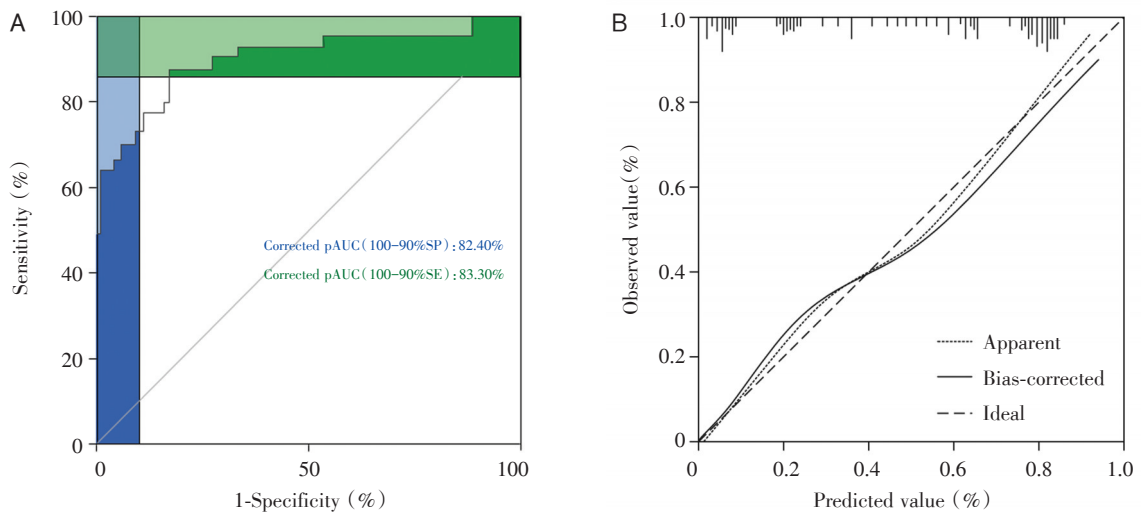 A
100
80
60
40
20
0
Sensitivity (%)
Corrected pAUC(100-90%SP):82.40%
Corrected pAUC(100-90%SE):83.30%
0
50
100
1-Specificity (%)
B
1.0
0.8
0.6
0.4
0.2
0
Observed value(%)
Apparent
Bias-corrected
Ideal
0
0.2
0.4
0.6
0.8
1.0
Predicted value (%)